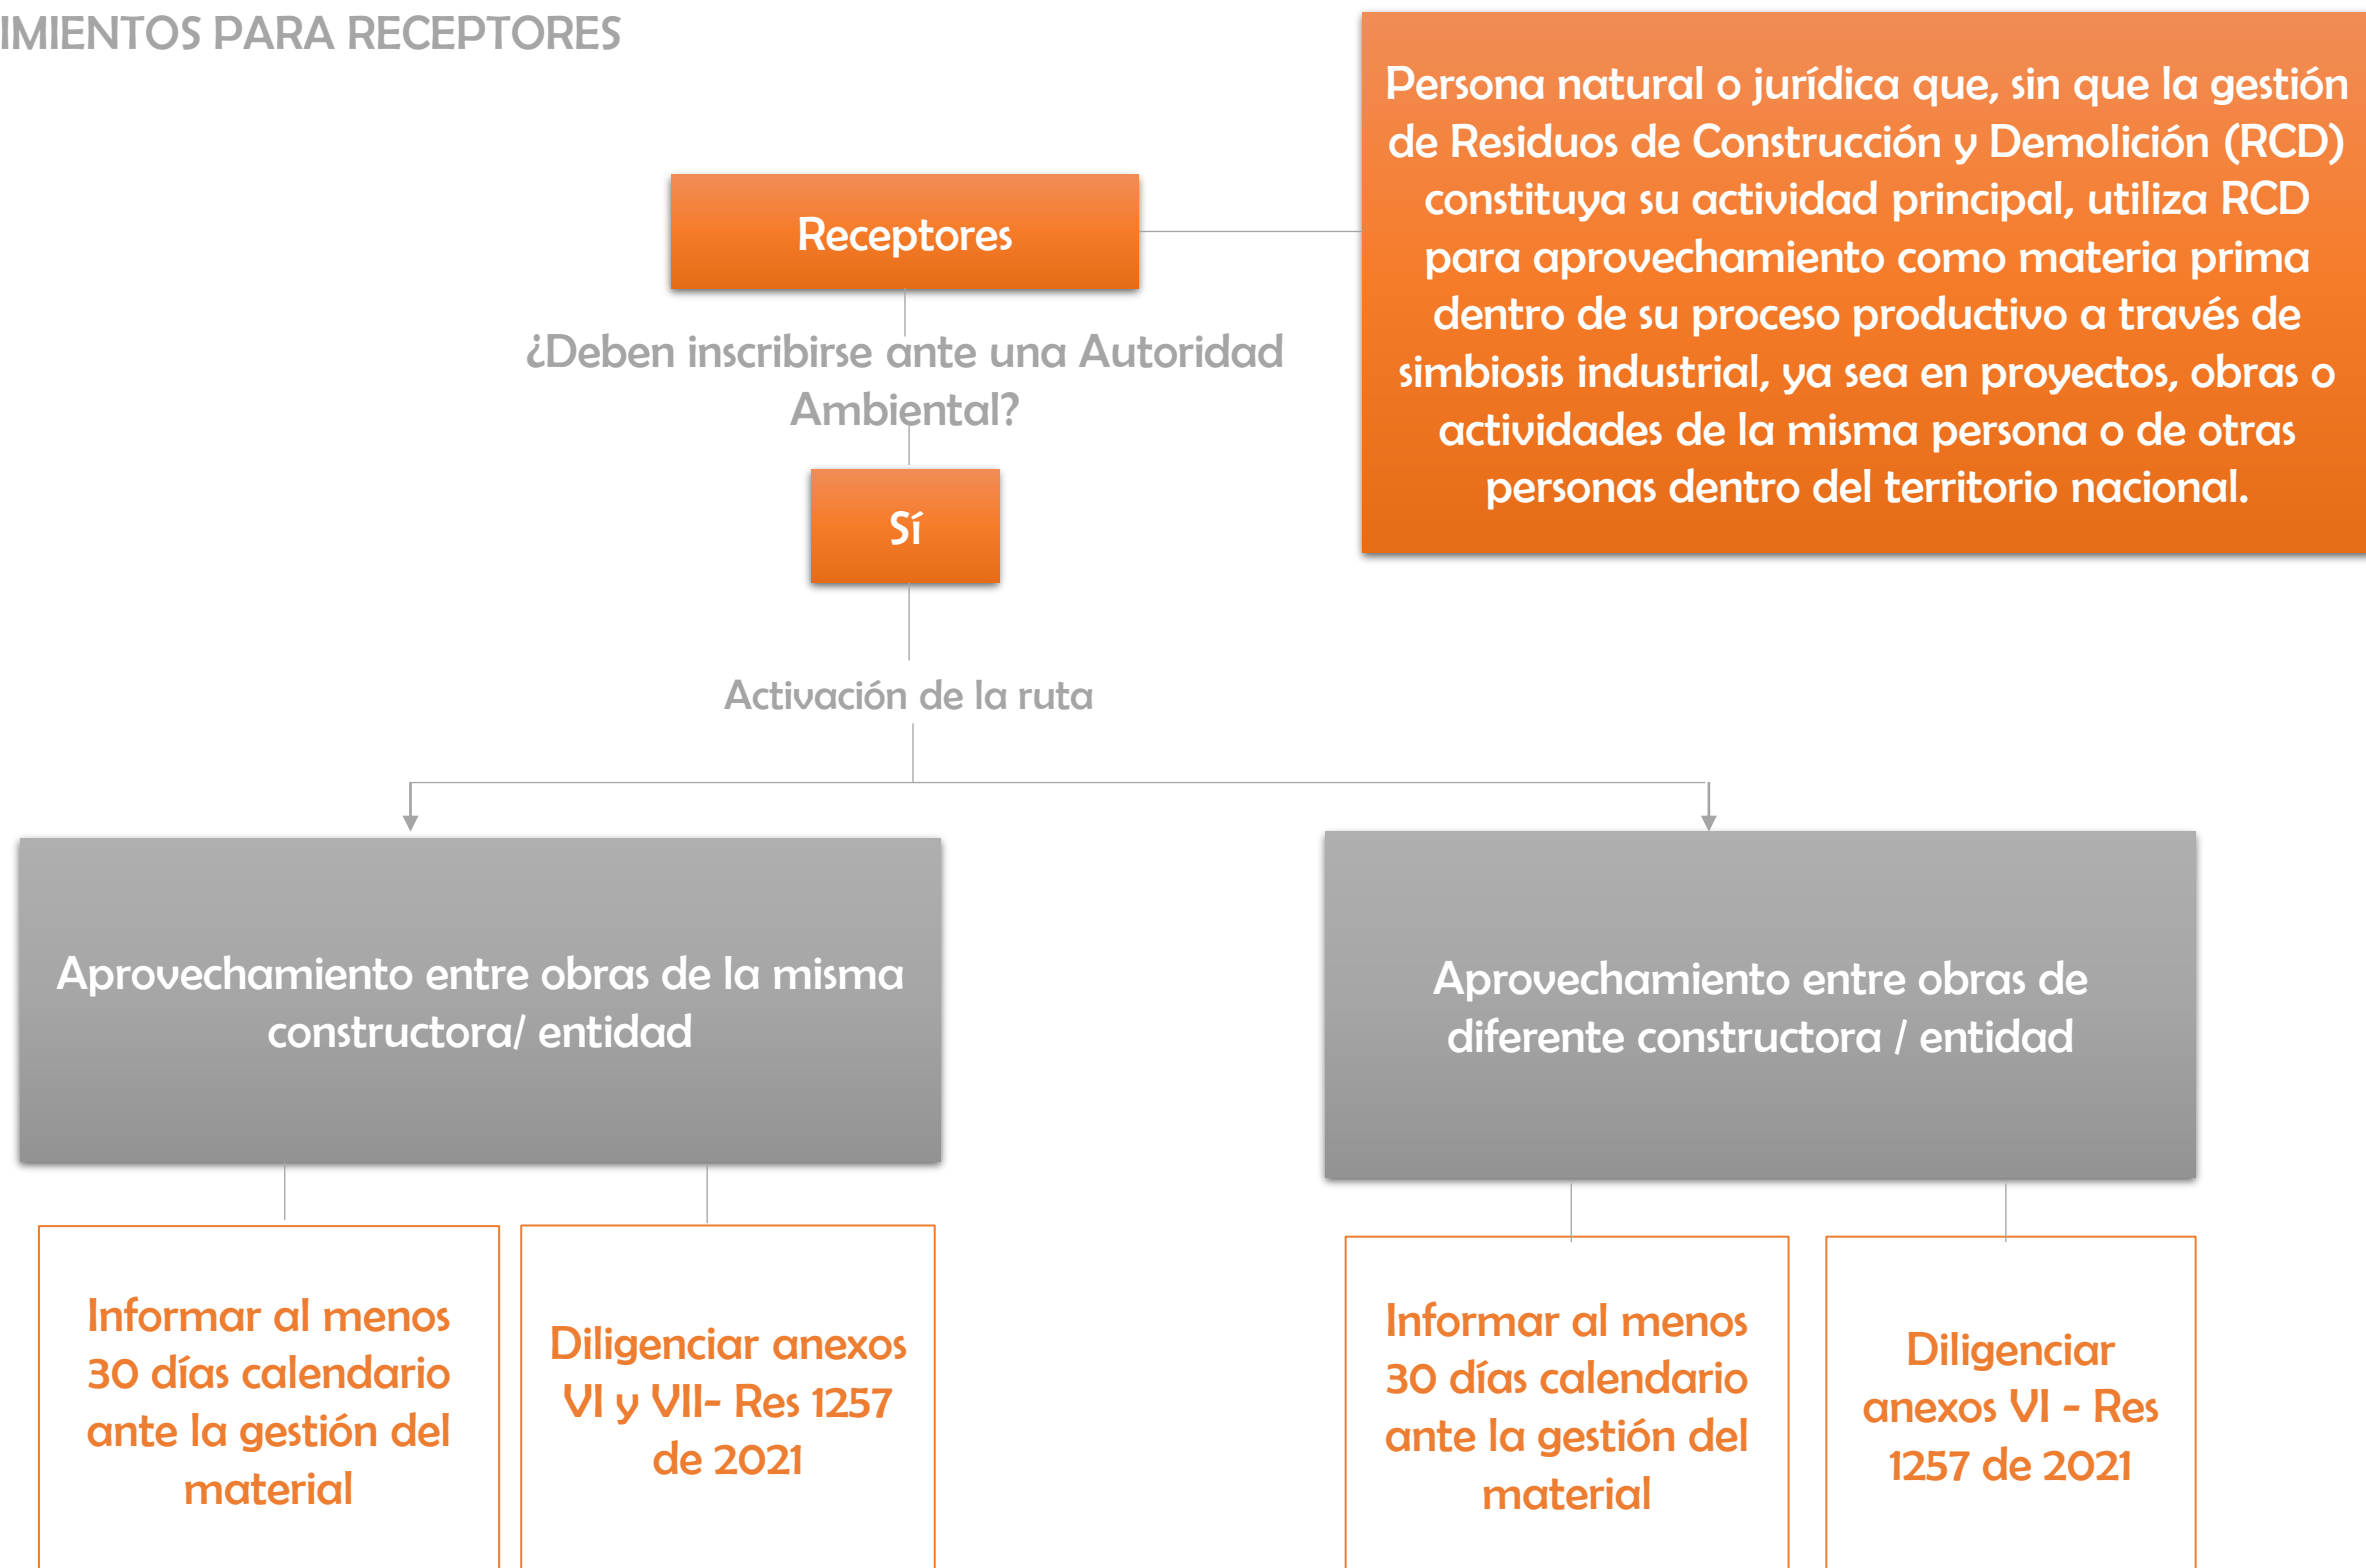 IMIENTOS PARA RECEPTORES
Persona natural o jurídica que, sin que la gestión
de Residuos de Construcción y Demolición (RCD)
constituya su actividad principal, utiliza RCD
para aprovechamiento como materia prima
dentro de su proceso productivo a través de
simbiosis industrial, ya sea en proyectos, obras o
actividades de la misma persona o de otras
personas dentro del territorio nacional.
Receptores
¿Deben inscribirse ante una Autoridad
Ambiental?
Sí
Activación de la ruta
Aprovechamiento entre obras de la misma
constructora/ entidad
Aprovechamiento entre obras de
diferente constructora / entidad
Informar al menos
30 días calendario
ante la gestión del
material
Diligenciar anexos
VI y VII- Res 1257
de 2021
Informar al menos
30 días calendario
ante la gestión del
material
Diligenciar
anexos VI - Res
1257 de 2021